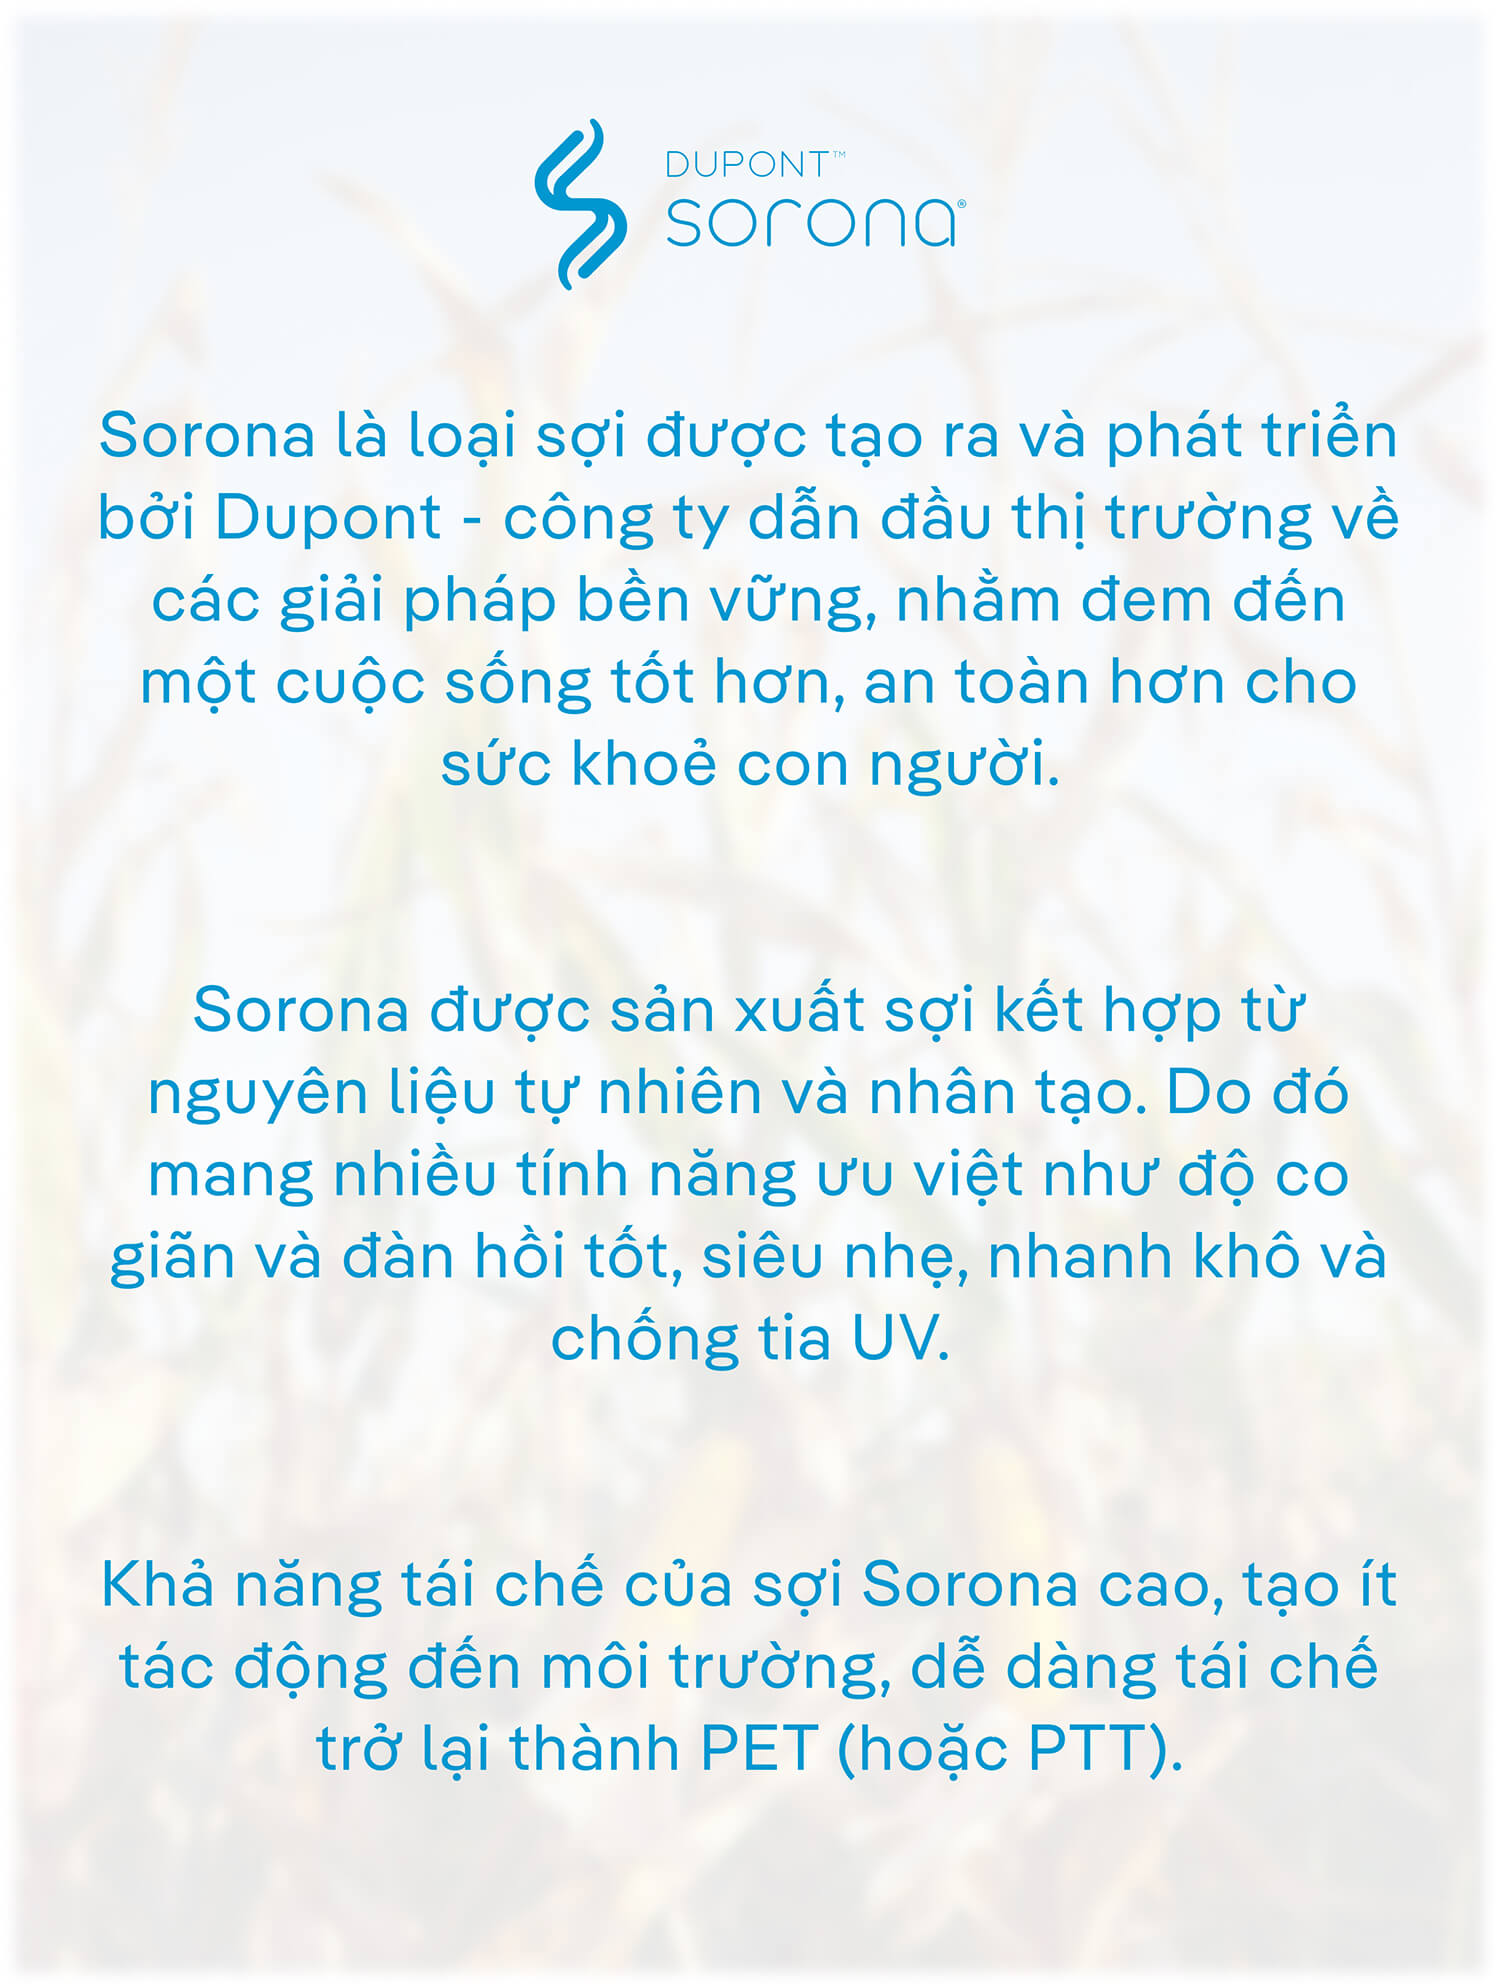 DUPONT™
sorona®
Sorona là loại sợi được tạo ra và phát triển
bởi Dupont - công ty dẫn đầu thị trường về
các giải pháp bền vững, nhằm đem đến
một cuộc sống tốt hơn, an toàn hơn cho
sức khoẻ con người.
Sorona được sản xuất sợi kết hợp từ
nguyên liệu tự nhiên và nhân tạo. Do đó
mang nhiều tính năng ưu việt như độ co
giãn và đàn hồi tốt, siêu nhẹ, nhanh khô và
chống tia UV.
Khả năng tái chế của sợi Sorona cao, tạo ít
tác động đến môi trường, dễ dàng tái chế
trở lại thành PET (hoặc PTT).